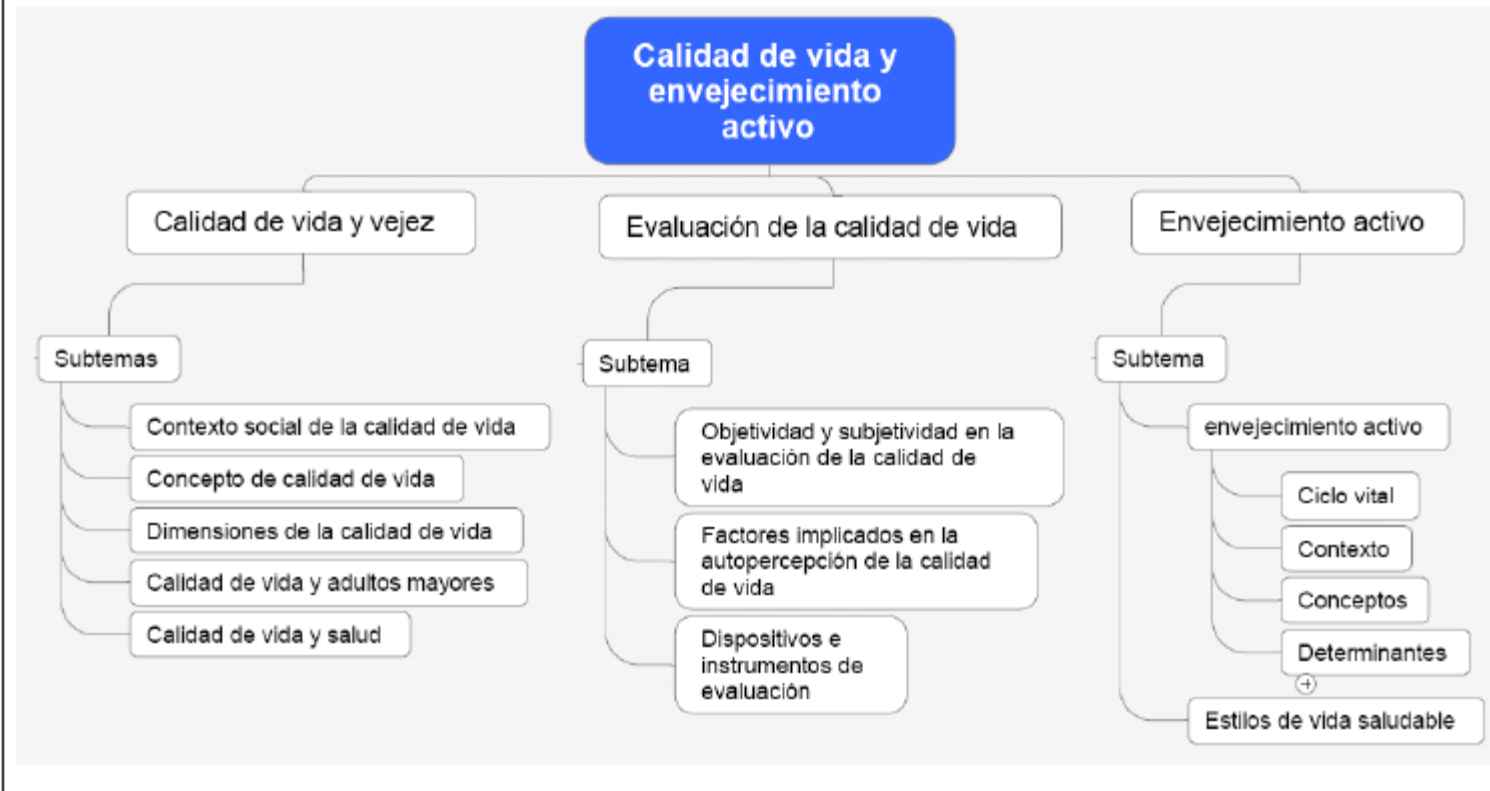 Calidad de vida y
envejecimiento
activo
Calidad de vida y vejez
Evaluación de la calidad de vida
Envejecimiento activo
Subtemas
Contexto social de la calidad de vida
Concepto de calidad de vida
Dimensiones de la calidad de vida
Calidad de vida y adultos mayores
Calidad de vida y salud
Subtema
Objetividad y subjetividad en la
evaluación de la calidad de
vida
Factores implicados en la
autopercepción de la calidad
de vida
Dispositivos e
instrumentos de
evaluación
Subtema
envejecimiento activo
Ciclo vital
Contexto
Conceptos
Determinantes
Estilos de vida saludable